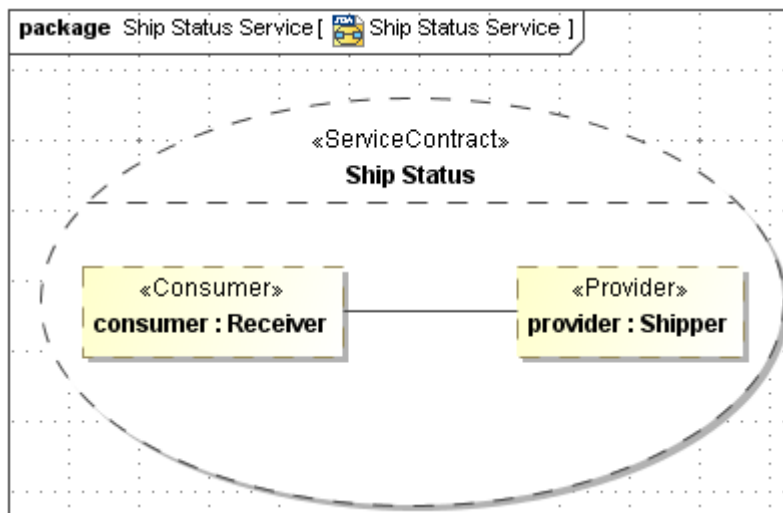 package Ship Status Service [ Ship Status Service ]
«ServiceContract»
Ship Status
«Consumer»
consumer : Receiver
«Provider»
provider : Shipper